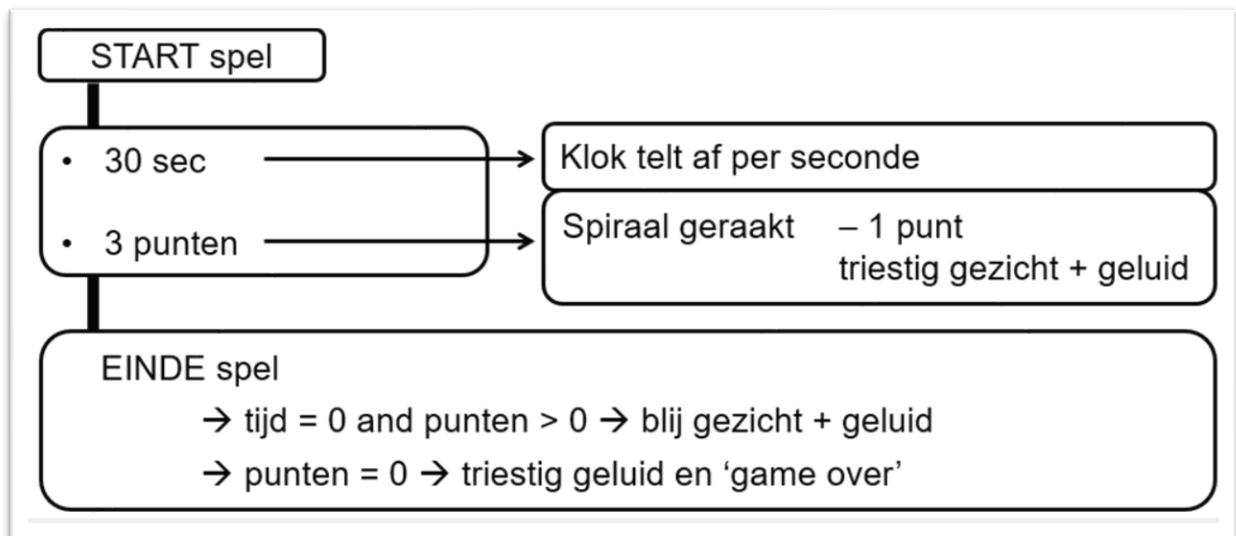 START spel
• 30 sec
Klok telt af per seconde
• 3 punten
Spiraal geraakt – 1 punt
triestig gezicht + geluid
EINDE spel
→ tijd = 0 and punten > 0 → blij gezicht + geluid
→ punten = 0 → triestig geluid en ‘game over’